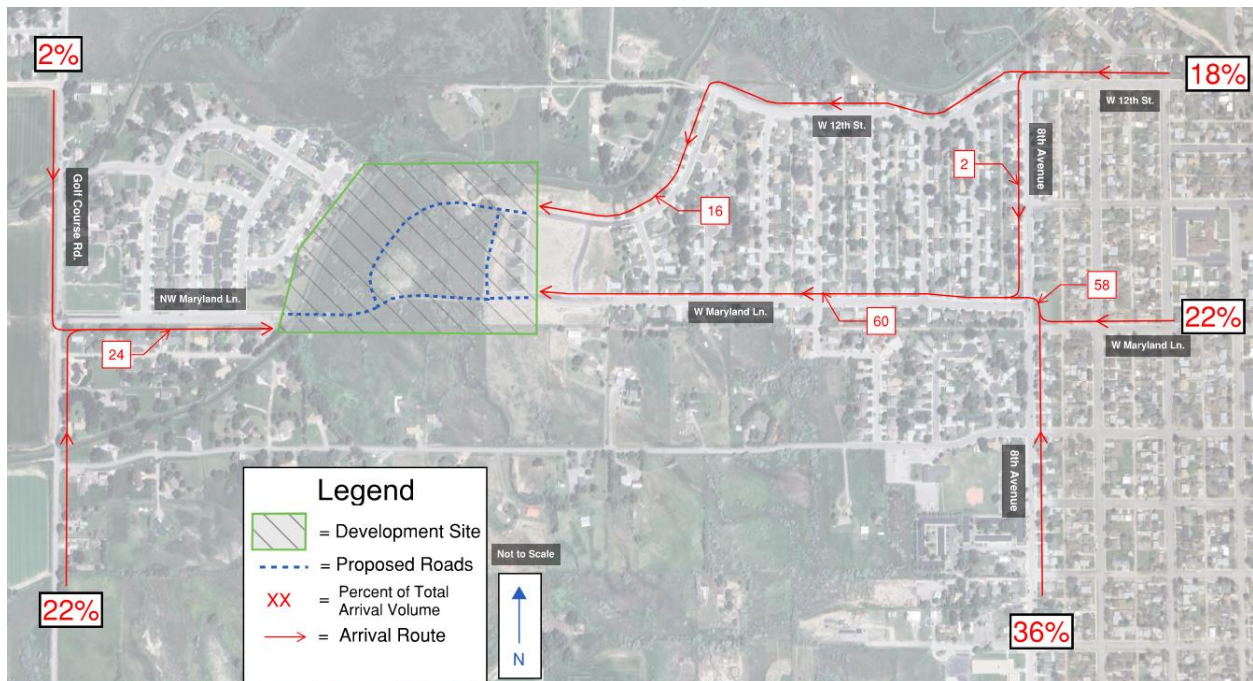 2%
18%
W 12th St.
W 12th St.
8th Avenue
2
Golf Course Rd.
16
NW Maryland Ln.
58
22%
W Maryland Ln.
60
W Maryland Ln.
24
8th Avenue
Legend
= Development Site
= Proposed Roads
XX = Percent of Total
Arrival Volume
= Arrival Route
Not to Scale
N
22%
36%